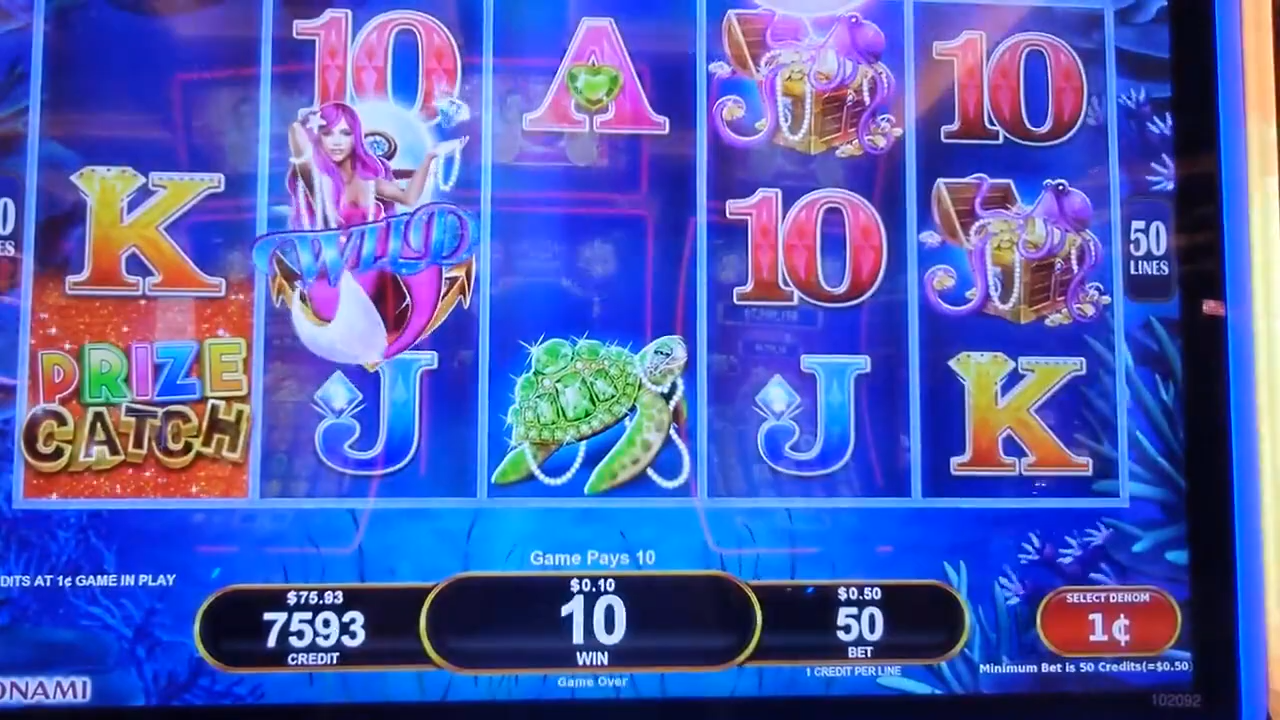 10
A
10
K
WILD
10
50
LINES
PRIZE
CATCH
J
J
K
Game Pays 10
DITS AT 1¢ GAME IN PLAY
$75.93
7593
CREDIT
$0.10
10
WIN
Game Over
$0.50
50
BET
1 CREDIT PER LINE
SELECT DENOM
1¢
Minimum Bet is 50 Credits(=$0.50)
ONAMI
102092